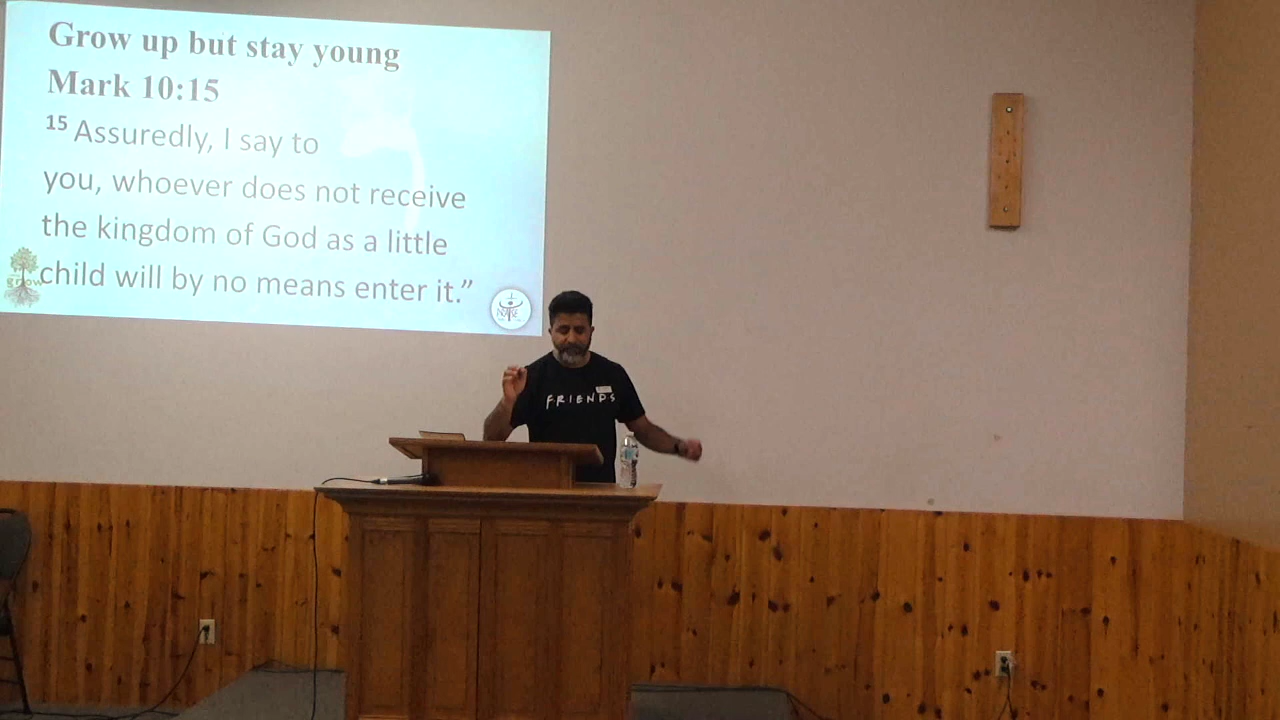 Grow up but stay young
Mark 10:15
15 Assuredly, I say to
you, whoever does not receive
the kingdom of God as a little
child will by no means enter it.”
grow
FRIENDS